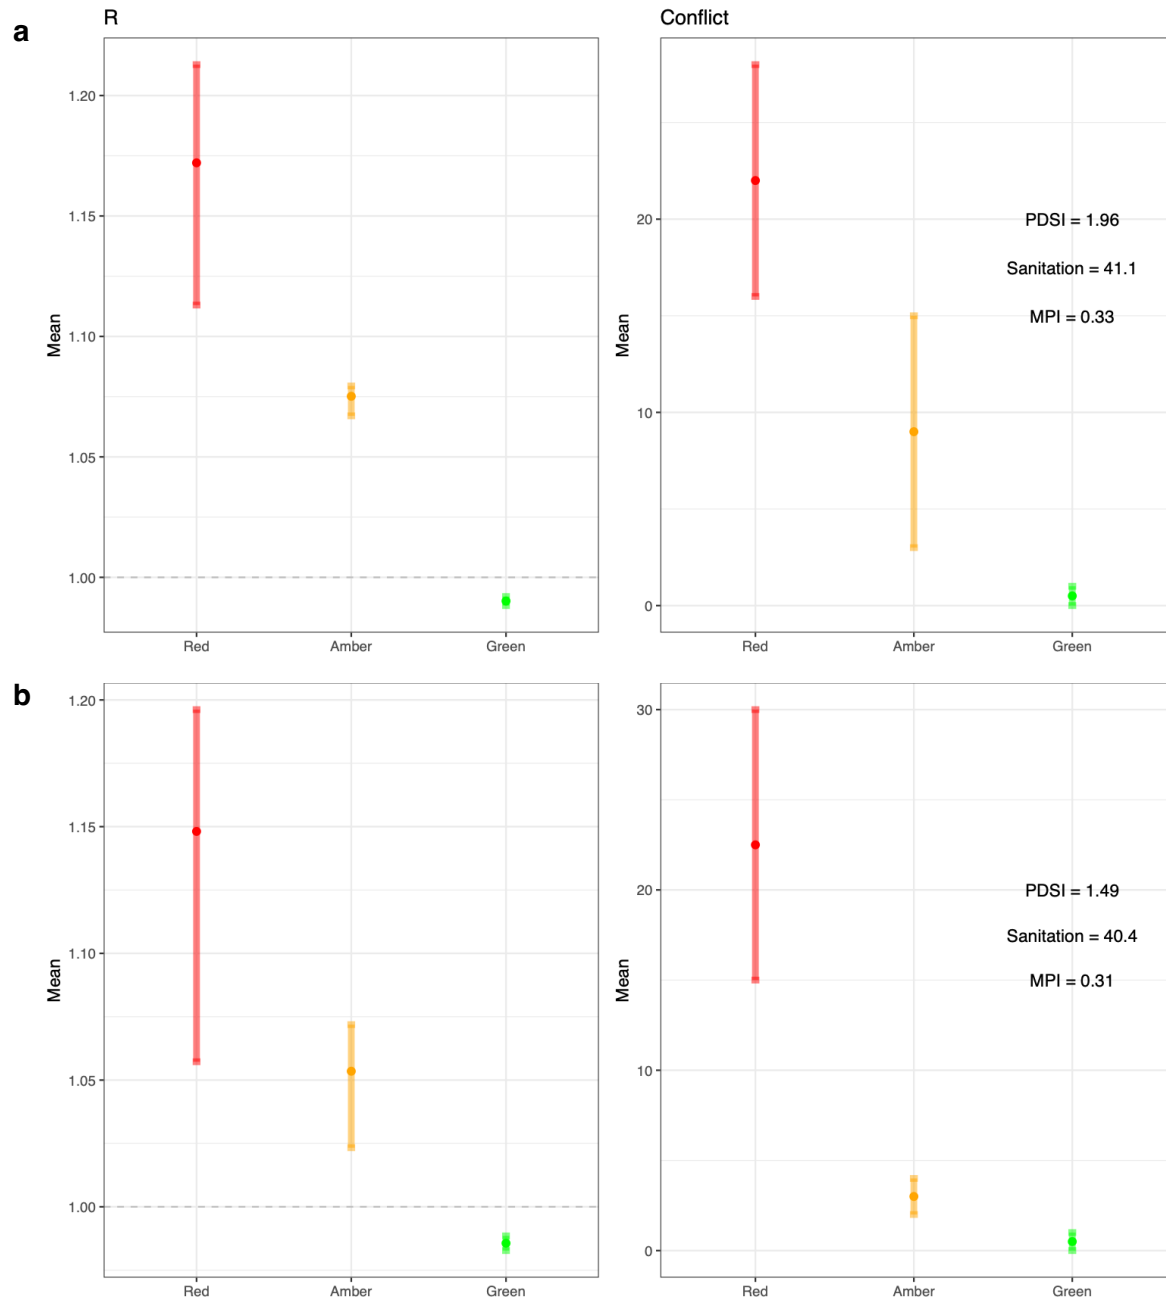 a
R
Conflict
Mean
1.20
1.15
1.10
1.05
1.00
Red Amber Green
Mean
20
10
0
PDSI = 1.96
Sanitation = 41.1
MPI = 0.33
Red Amber Green
b
Mean
1.20
1.15
1.10
1.05
1.00
Red Amber Green
Mean
30
20
10
0
PDSI = 1.49
Sanitation = 40.4
MPI = 0.31
Red Amber Green